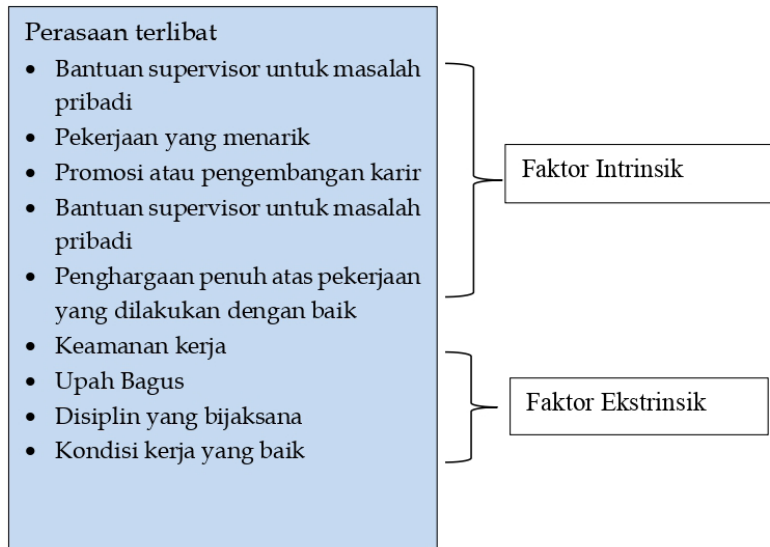 Perasaan terlibat
• Bantuan supervisor untuk masalah
pribadi
• Pekerjaan yang menarik
• Promosi atau pengembangan karir
• Bantuan supervisor untuk masalah
pribadi
• Penghargaan penuh atas pekerjaan
yang dilakukan dengan baik
• Keamanan kerja
• Upah Bagus
• Disiplin yang bijaksana
• Kondisi kerja yang baik
Faktor Intrinsik
Faktor Ekstrinsik